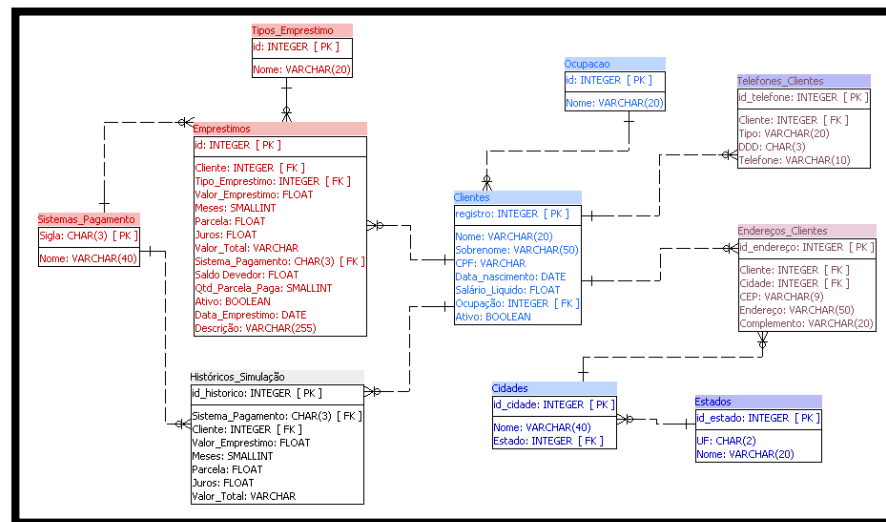 Tipos_Emprestimo
id: INTEGER [ PK ]
Nome: VARCHAR(20)
Ocupacao
id: INTEGER [ PK ]
Nome: VARCHAR(20)
Telefones_Clientes
id_telefone: INTEGER [ PK ]
Cliente: INTEGER [ FK ]
Tipo: VARCHAR(20)
DDD: CHAR(3)
Telefone: VARCHAR(10)
Emprestimos
id: INTEGER [ PK ]
Cliente: INTEGER [ FK ]
Tipo_Emprestimo: INTEGER [ FK ]
Valor_Emprestimo: FLOAT
Meses: SMALLINT
Parcela: FLOAT
Juros: FLOAT
Valor_Total: VARCHAR
Sistema_Pagamento: CHAR(3) [ FK ]
Saldo Devedor: FLOAT
Qtd_Parcela_Paga: SMALLINT
Ativo: BOOLEAN
Data_Emprestimo: DATE
Descrição: VARCHAR(255)
Sistemas_Pagamento
Sigla: CHAR(3) [ PK ]
Nome: VARCHAR(40)
Clientes
registro: INTEGER [ PK ]
Nome: VARCHAR(20)
Sobrenome: VARCHAR(50)
CPF: VARCHAR
Data_nascimento: DATE
Salário_Liquido: FLOAT
Ocupação: INTEGER [ FK ]
Ativo: BOOLEAN
Endereços_Clientes
id_endereço: INTEGER [ PK ]
Cliente: INTEGER [ FK ]
Cidade: INTEGER [ FK ]
CEP: VARCHAR(9)
Endereço: VARCHAR(50)
Complemento: VARCHAR(20)
Históricos_Simulação
id_historico: INTEGER [ PK ]
Sistema_Pagamento: CHAR(3) [ FK ]
Cliente: INTEGER [ FK ]
Valor_Emprestimo: FLOAT
Meses: SMALLINT
Parcela: FLOAT
Juros: FLOAT
Valor_Total: VARCHAR
Cidades
id_cidade: INTEGER [ PK ]
Nome: VARCHAR(40)
Estado: INTEGER [ FK ]
Estados
id_estado: INTEGER [ PK ]
UF: CHAR(2)
Nome: VARCHAR(20)